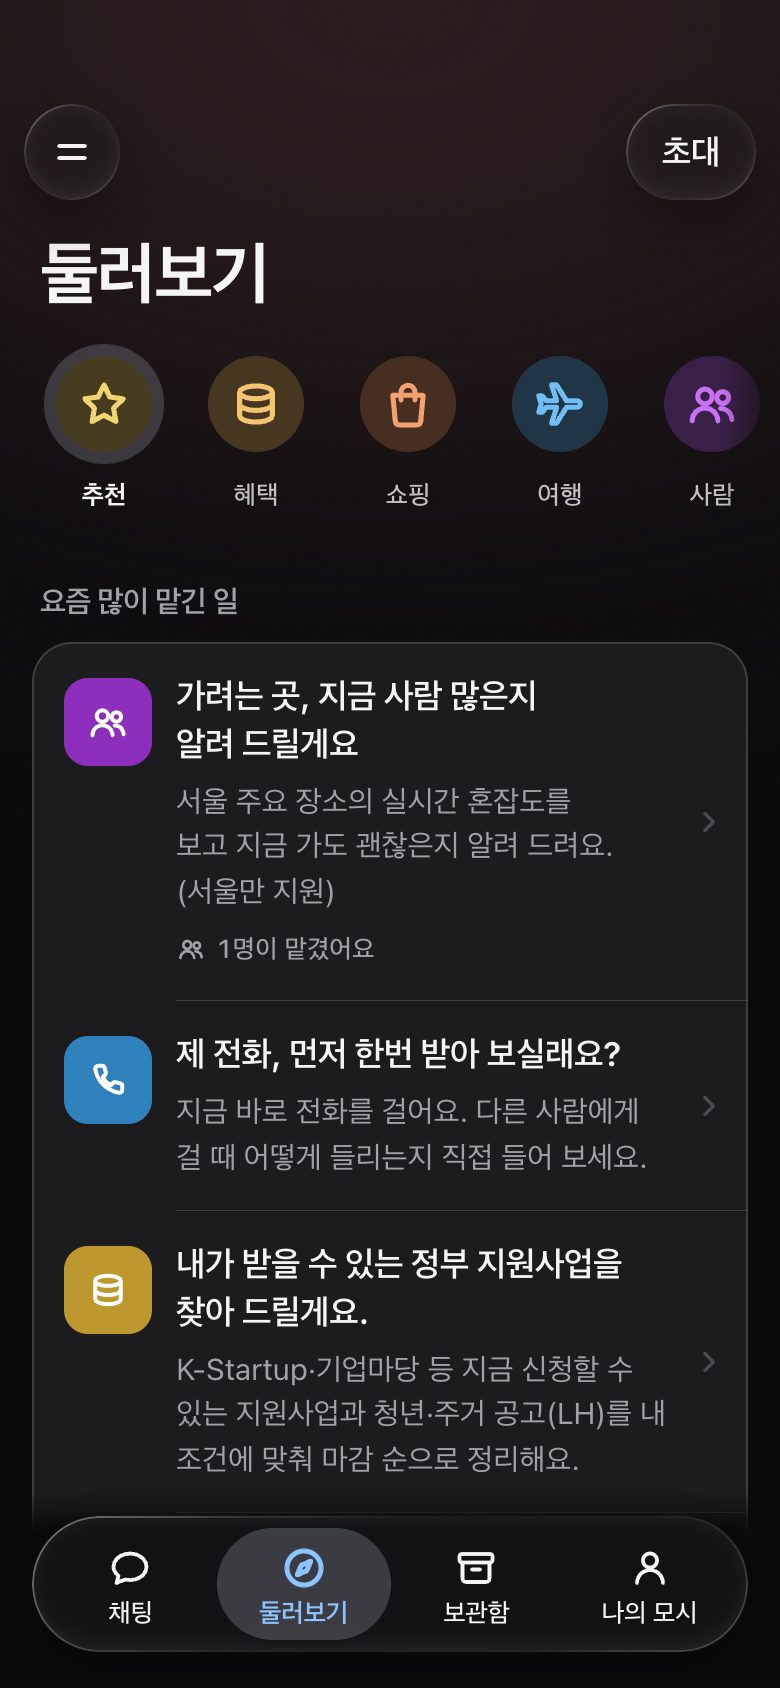 초대
둘러보기
추천
혜택
쇼핑
여행
사람
요즘 많이 맡긴 일
가려는 곳, 지금 사람 많은지
알려 드릴게요
서울 주요 장소의 실시간 혼잡도를
보고 지금 가도 괜찮은지 알려 드려요.
(서울만 지원)
1명이 맡겼어요
제 전화, 먼저 한번 받아 보실래요?
지금 바로 전화를 걸어요. 다른 사람에게
걸 때 어떻게 들리는지 직접 들어 보세요.
내가 받을 수 있는 정부 지원사업을
찾아 드릴게요.
K-Startup·기업마당 등 지금 신청할 수
있는 지원사업과 청년·주거 공고(LH)를 내
조건에 맞춰 마감 순으로 정리해요.
채팅
둘러보기
보관함
나의 모시